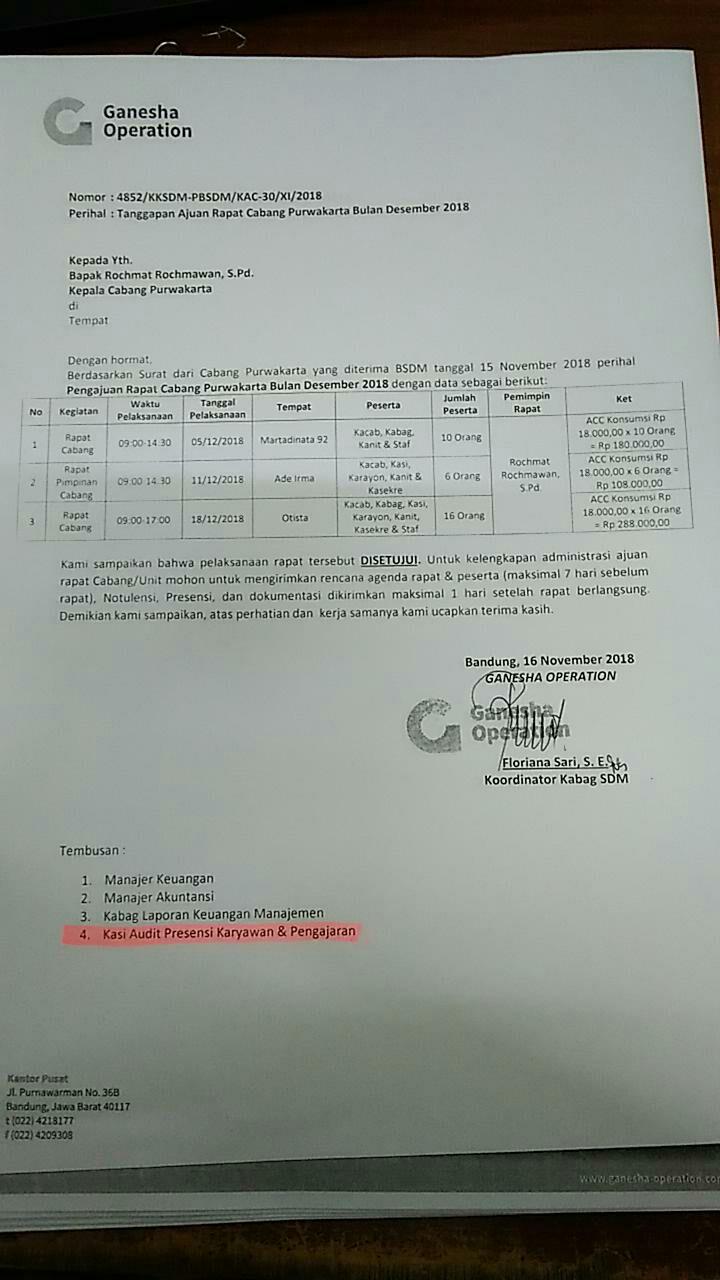 Ganesha
Operation
Nomor : 4852/KKSDM-PBSDM/KAC-30/XI/2018
Perihal : Tanggapan Ajuan Rapat Cabang Purwakarta Bulan Desember 2018
Kepada Yth.
Bapak Rochmat Rochmawan, S.Pd.
Kepala Cabang Purwakarta
di
Tempat
Dengan hormat,
Berdasarkan Surat dari Cabang Purwakarta yang diterima BSDM tanggal 15 November 2018 perihal
Pengajuan Rapat Cabang Purwakarta Bulan Desember 2018 dengan data sebagai berikut:
No Kegiatan Waktu Pelaksanaan Tanggal Pelaksanaan Tempat Peserta Jumlah Peserta Pemimpin Rapat Ket
1 Rapat Cabang 09:00-14:30 05/12/2018 Martadinata 92 Kacab, Kabag, Kanit & Staf 10 Orang Rochmat Rochmawan, S.Pd. ACC Konsumsi Rp 18.000,00 x 10 Orang = Rp 180.000,00
2 Rapat Pimpinan Cabang 09:00-14:30 11/12/2018 Ade Irma Kacab, Kasi, Karayon, Kanit & Kasekre 6 Orang ACC Konsumsi Rp 18.000,00 x 6 Orang = Rp 108.000,00
3 Rapat Cabang 09:00-17:00 18/12/2018 Otista Kacab, Kabag, Kasi, Karayon, Kanit, Kasekre & Staf 16 Orang ACC Konsumsi Rp 18.000,00 x 16 Orang = Rp 288.000,00
Kami sampaikan bahwa pelaksanaan rapat tersebut DISETUJUI. Untuk kelengkapan administrasi ajuan
rapat Cabang/Unit mohon untuk mengirimkan rencana agenda rapat & peserta (maksimal 7 hari sebelum
rapat), Notulensi, Presensi, dan dokumentasi dikirimkan maksimal 1 hari setelah rapat berlangsung.
Demikian kami sampaikan, atas perhatian dan kerja samanya kami ucapkan terima kasih.
Bandung, 16 November 2018
GANESHA OPERATION
Ganesha
Operation
Floriana Sari, S. E.
Koordinator Kabag SDM
Tembusan :
1. Manajer Keuangan
2. Manajer Akuntansi
3. Kabag Laporan Keuangan Manajemen
4. Kasi Audit Presensi Karyawan & Pengajaran
Kantor Pusat
Jl. Purnawarman No. 36B
Bandung, Jawa Barat 40117
t (022) 4218177
f (022) 4209308
www.ganesha-operation.com